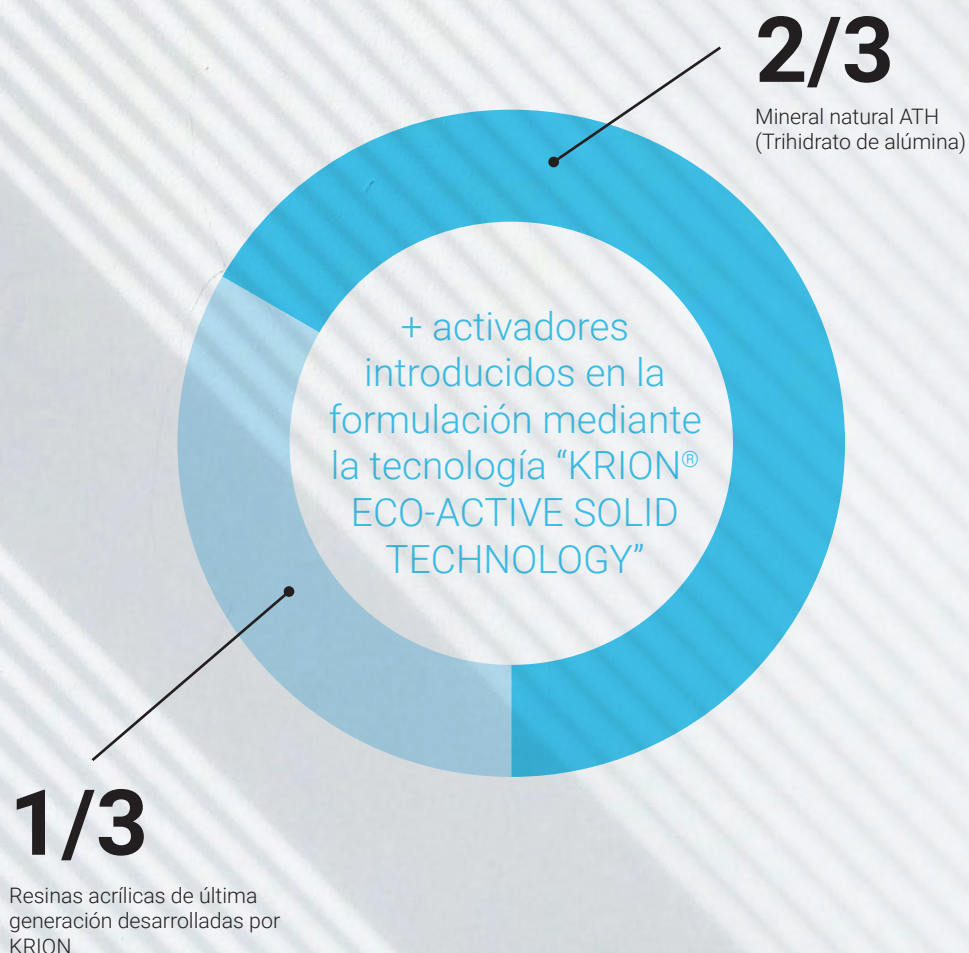 2/3
Mineral natural ATH
(Trihidrato de alúmina)
+ activadores
introducidos en la
formulación mediante
la tecnología “KRION®
ECO-ACTIVE SOLID
TECHNOLOGY”
1/3
Resinas acrílicas de última
generación desarrolladas por
KRION